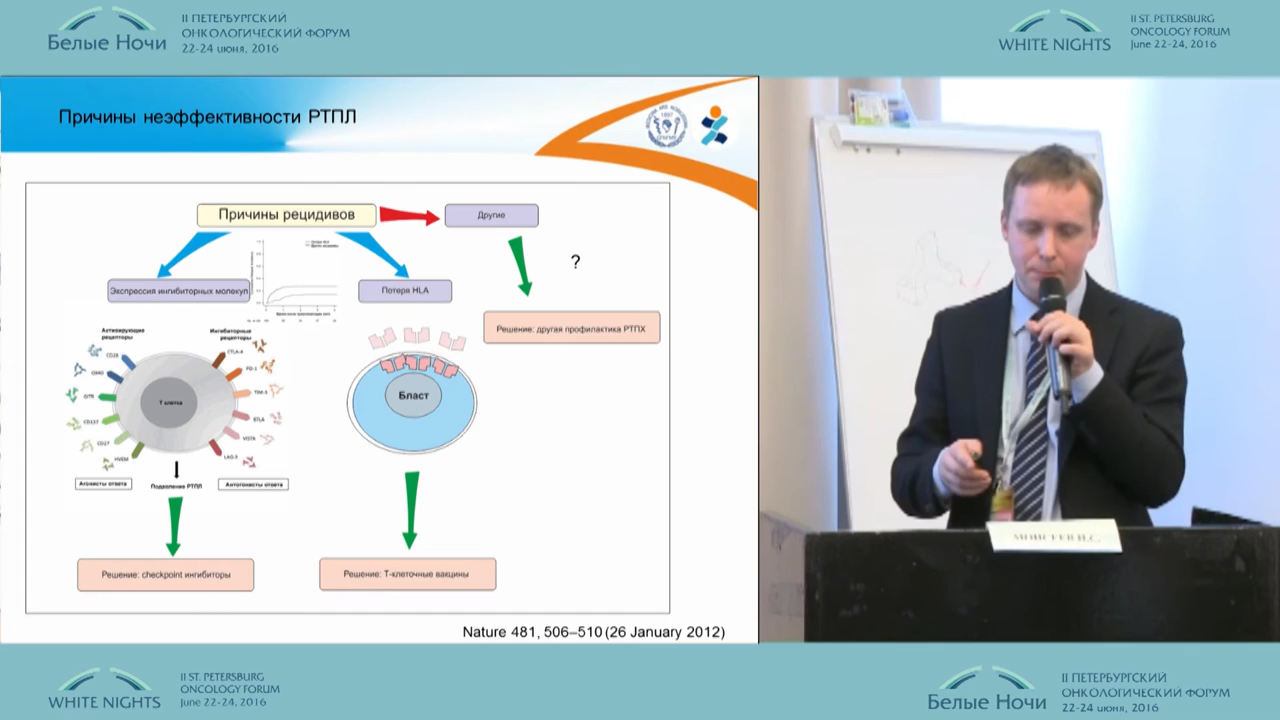 Белые Ночи
II ПЕТЕРБУРГСКИЙ
ОНКОЛОГИЧЕСКИЙ ФОРУМ
22-24 июня, 2016
WHITE NIGHTS
II ST. PETERSBURG
ONCOLOGY FORUM
June 22-24, 2016
Причины неэффективности РТПЛ
1897
Причины рецидивов
Другие
?
Экспрессия ингибиторных молекул
Потеря HLA
Решение: другая профилактика РТПХ
Активирующие
рецепторы
Ингибиторные
рецепторы
CD28
OX40
GITR
CD137
CD27
HVEM
CTLA-4
PD-1
TIM-3
BTLA
VISTA
LAG-3
Т клетка
Бласт
Агонисты ответа
Подавление РТПЛ
Антогонисты ответа
Решение: checkpoint ингибиторы
Решение: Т-клеточные вакцины
Nature 481, 506–510 (26 January 2012)
WHITE NIGHTS
II ST. PETERSBURG
ONCOLOGY FORUM
June 22-24, 2016
Белые Ночи
II ПЕТЕРБУРГСКИЙ
ОНКОЛОГИЧЕСКИЙ ФОРУМ
22-24 июня, 2016